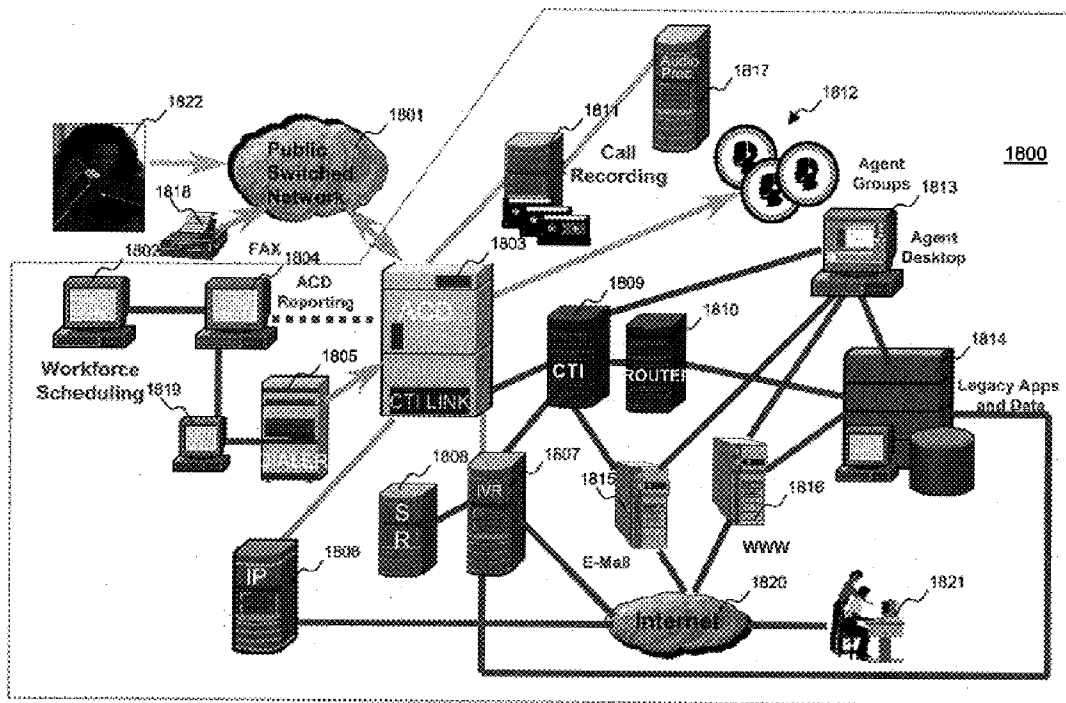 1822
1801
Public
Switched
Network
1818
FAX
1811
Call
Recording
1817
1812
1800
Agent
Groups
1813
Agent
Desktop
1802
1804
ACD
Reporting
1803
CTI LINK
1809
CTI
1810
ROUTER
1814
Legacy Apps
and Data
Workforce
Scheduling
1819
1805
1808
S
R
1807
IVR
1815
E-Mail
1816
WWW
IP
1820
Internet
1821